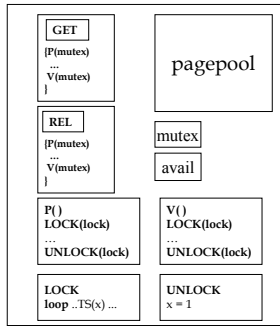 GET
{P(mutex)
...
V(mutex)
}
pagepool
REL
{P(mutex)
...
V(mutex)
}
mutex
avail
P( )
LOCK(lock)
...
UNLOCK(lock)
V( )
LOCK(lock)
...
UNLOCK(lock)
LOCK
loop ..TS(x) ...
UNLOCK
x = 1